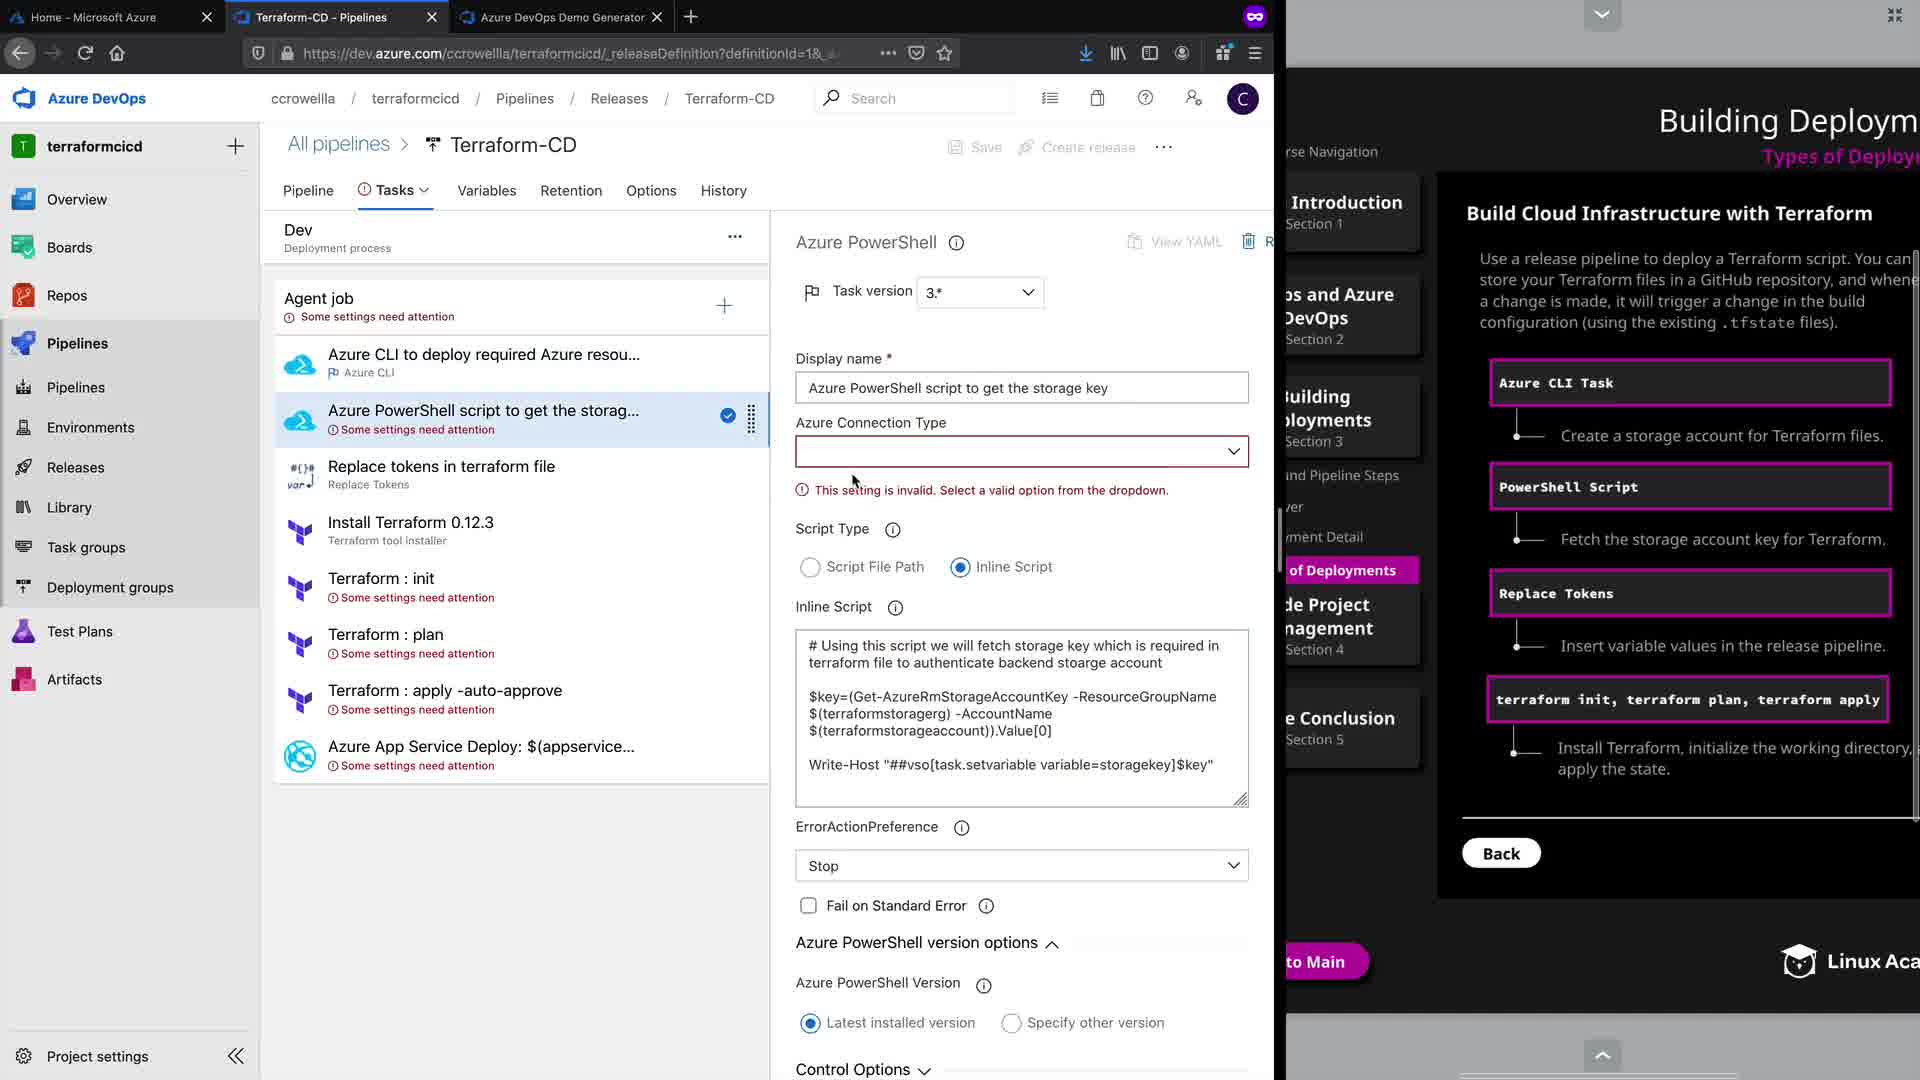 Home - Microsoft Azure
Terraform-CD - Pipelines
Azure DevOps Demo Generator
https://dev.azure.com/ccrowellla/terraformcicd/_releaseDefinition?definitionId=1&_a
Azure DevOps
ccrowellla / terraformcicd / Pipelines / Releases / Terraform-CD
Search
C
T
terraformcicd
Overview
Boards
Repos
Pipelines
Pipelines
Environments
Releases
Library
Task groups
Deployment groups
Test Plans
Artifacts
Project settings
All pipelines > Terraform-CD
Save
Create release
Pipeline
Tasks
Variables
Retention
Options
History
Dev
Deployment process
Agent job
Some settings need attention
Azure CLI to deploy required Azure resou...
Azure CLI
Azure PowerShell script to get the storag...
Some settings need attention
#{}#
var
Replace tokens in terraform file
Replace Tokens
Install Terraform 0.12.3
Terraform tool installer
Terraform : init
Some settings need attention
Terraform : plan
Some settings need attention
Terraform : apply -auto-approve
Some settings need attention
Azure App Service Deploy: $(appservice...
Some settings need attention
Azure PowerShell
View YAML
R
Task version
3.*
Display name *
Azure PowerShell script to get the storage key
Azure Connection Type
This setting is invalid. Select a valid option from the dropdown.
Script Type
Script File Path
Inline Script
Inline Script
# Using this script we will fetch storage key which is required in
terraform file to authenticate backend stoarge account
$key=(Get-AzureRmStorageAccountKey -ResourceGroupName
$(terraformstoragerg) -AccountName
$(terraformstorageaccount)).Value[0]
Write-Host "##vso[task.setvariable variable=storagekey]$key"
ErrorActionPreference
Stop
Fail on Standard Error
Azure PowerShell version options
Azure PowerShell Version
Latest installed version
Specify other version
Control Options
Building Deploym
Types of Deploy
rse Navigation
Introduction
Section 1
ps and Azure
DevOps
Section 2
Building
ployments
Section 3
and Pipeline Steps
ver
yment Detail
of Deployments
de Project
nagement
Section 4
e Conclusion
Section 5
to Main
Build Cloud Infrastructure with Terraform
Use a release pipeline to deploy a Terraform script. You can
store your Terraform files in a GitHub repository, and whene
a change is made, it will trigger a change in the build
configuration (using the existing .tfstate files).
Azure CLI Task
Create a storage account for Terraform files.
PowerShell Script
Fetch the storage account key for Terraform.
Replace Tokens
Insert variable values in the release pipeline.
terraform init, terraform plan, terraform apply
Install Terraform, initialize the working directory,
apply the state.
Back
Linux Aca